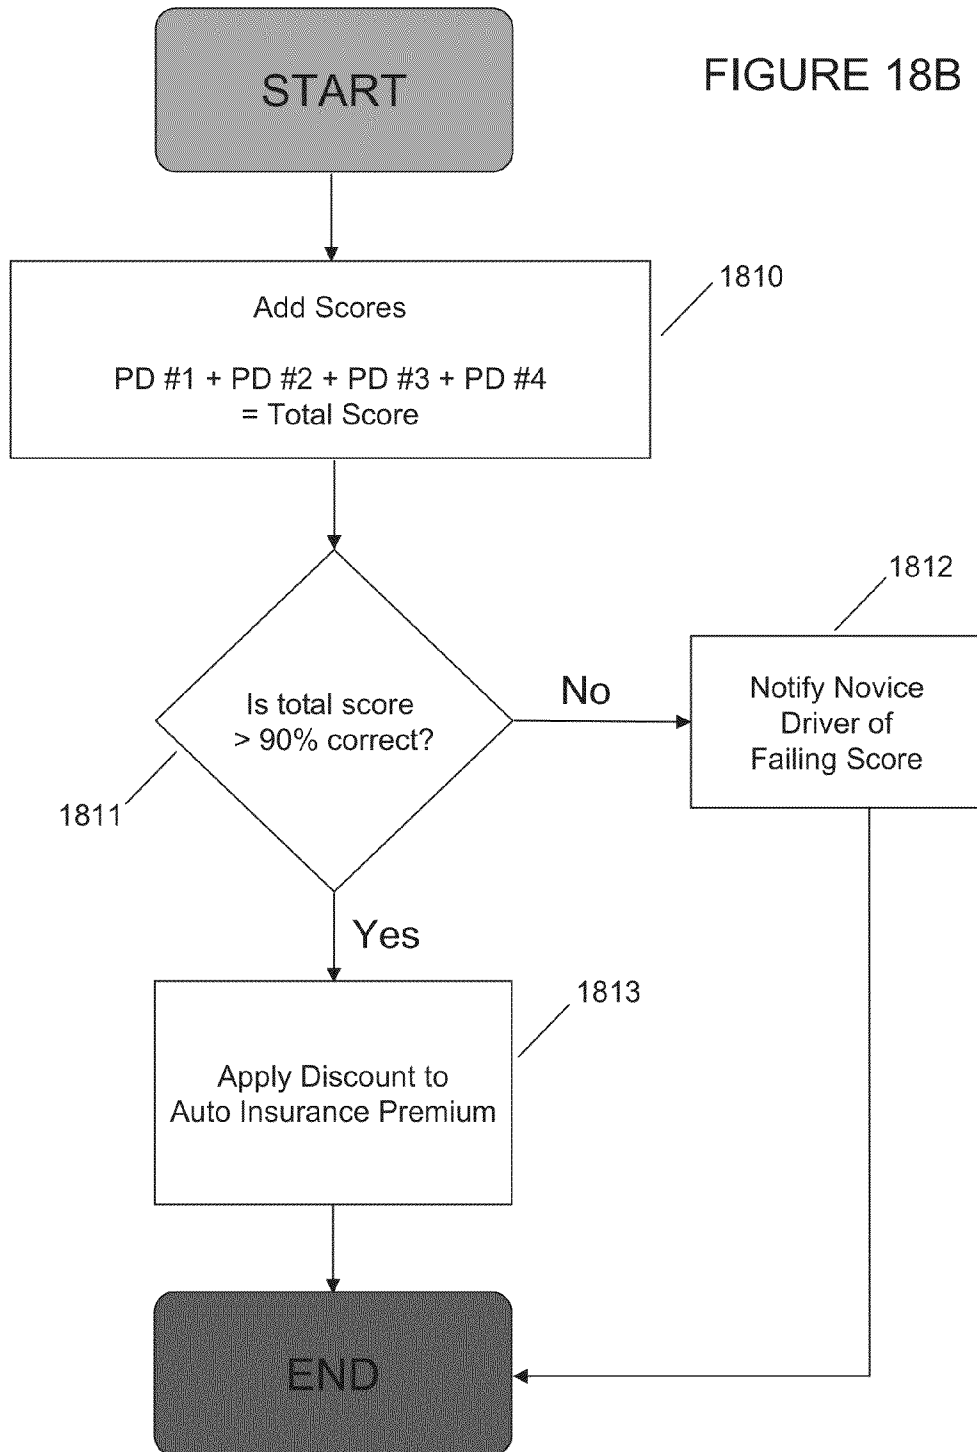 START
FIGURE 18B
1810
Add Scores
PD #1 + PD #2 + PD #3 + PD #4
= Total Score
1812
Is total score
> 90% correct?
No
Notify Novice
Driver of
Failing Score
1811
Yes
1813
Apply Discount to
Auto Insurance Premium
END